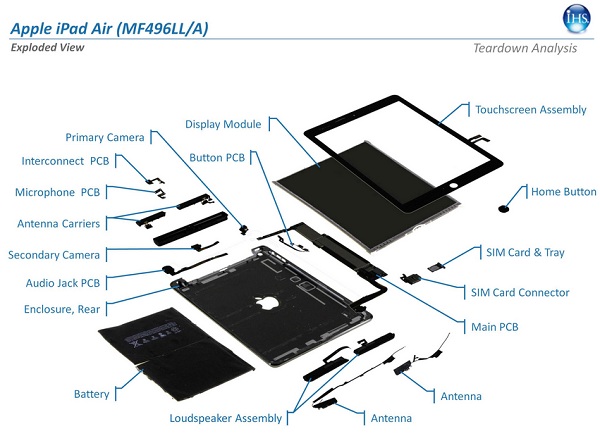 Apple iPad Air (MF496LL/A)
Exploded View
IHS
Teardown Analysis
Touchscreen Assembly
Display Module
Primary Camera
Button PCB
Interconnect PCB
Microphone PCB
Home Button
Antenna Carriers
Secondary Camera
SIM Card & Tray
Audio Jack PCB
SIM Card Connector
Enclosure, Rear
Main PCB
Battery
Antenna
Loudspeaker Assembly
Antenna